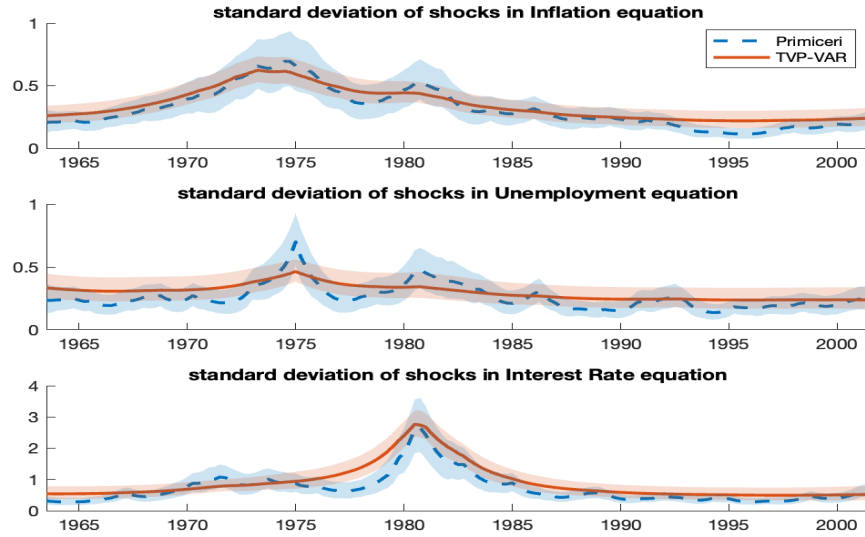 standard deviation of shocks in Inflation equation
1
0.5
0
Primiceri
TVP-VAR
1965 1970 1975 1980 1985 1990 1995 2000
standard deviation of shocks in Unemployment equation
1
0.5
0
1965 1970 1975 1980 1985 1990 1995 2000
standard deviation of shocks in Interest Rate equation
4
3
2
1
0
1965 1970 1975 1980 1985 1990 1995 2000